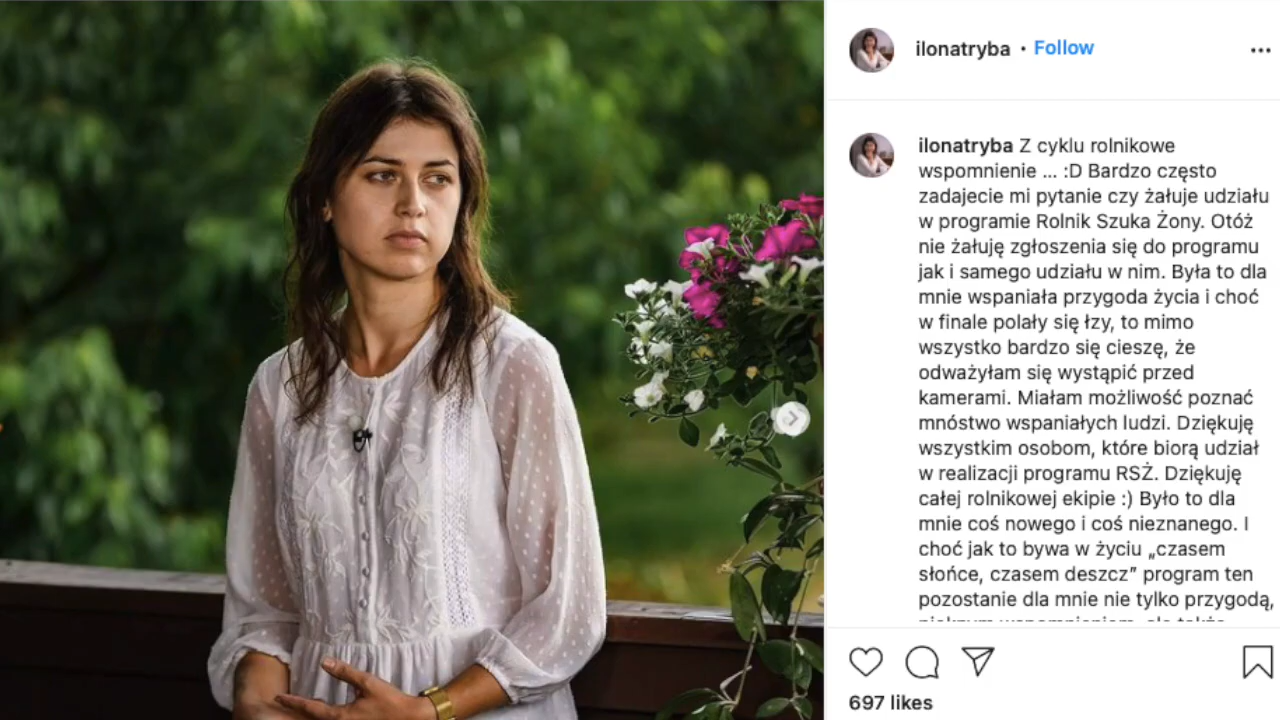 ilonatryba • Follow
ilonatryba Z cyklu rolnikowe
wspomnienie ... :D Bardzo często
zadajecie mi pytanie czy żałuje udziału
w programie Rolnik Szuka Żony. Otóż
nie żałuję zgłoszenia się do programu
jak i samego udziału w nim. Była to dla
mnie wspaniała przygoda życia i choć
w finale polały się łzy, to mimo
wszystko bardzo się cieszę, że
odważyłam się wystąpić przed
kamerami. Miałam możliwość poznać
mnóstwo wspaniałych ludzi. Dziękuję
wszystkim osobom, które biorą udział
w realizacji programu RSŻ. Dziękuję
całej rolnikowej ekipie :) Było to dla
mnie coś nowego i coś nieznanego. I
choć jak to bywa w życiu „czasem
słońce, czasem deszcz” program ten
pozostanie dla mnie nie tylko przygodą,
697 likes